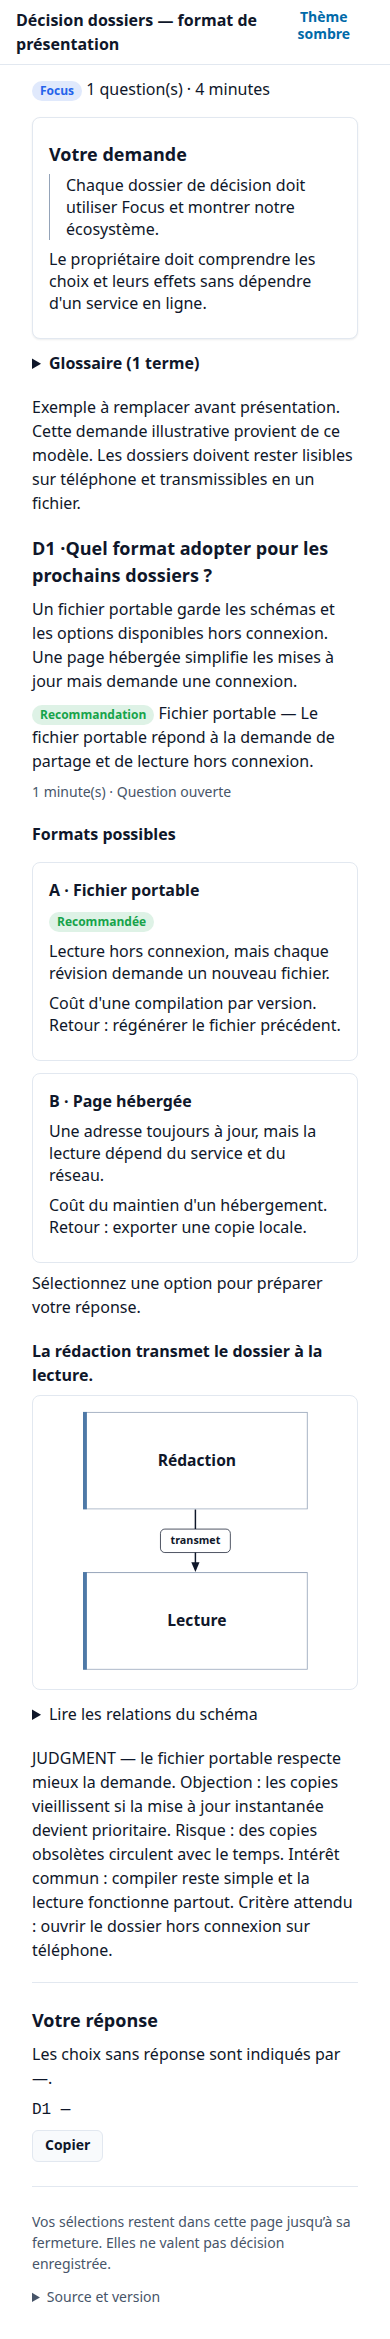 Décision dossiers — format de
présentation
Thème
sombre
Focus 1 question(s) · 4 minutes
Votre demande
Chaque dossier de décision doit
utiliser Focus et montrer notre
écosystème.
Le propriétaire doit comprendre les
choix et leurs effets sans dépendre
d'un service en ligne.
Glossaire (1 terme)
Exemple à remplacer avant présentation.
Cette demande illustrative provient de ce
modèle. Les dossiers doivent rester lisibles
sur téléphone et transmissibles en un
fichier.
D1 ·Quel format adopter pour les
prochains dossiers ?
Un fichier portable garde les schémas et
les options disponibles hors connexion.
Une page hébergée simplifie les mises à
jour mais demande une connexion.
Recommandation Fichier portable — Le
fichier portable répond à la demande de
partage et de lecture hors connexion.
1 minute(s) · Question ouverte
Formats possibles
A · Fichier portable
Recommandée
Lecture hors connexion, mais chaque
révision demande un nouveau fichier.
Coût d'une compilation par version.
Retour : régénérer le fichier précédent.
B · Page hébergée
Une adresse toujours à jour, mais la
lecture dépend du service et du
réseau.
Coût du maintien d'un hébergement.
Retour : exporter une copie locale.
Sélectionnez une option pour préparer
votre réponse.
La rédaction transmet le dossier à la
lecture.
Rédaction
transmet
Lecture
Lire les relations du schéma
JUDGMENT — le fichier portable respecte
mieux la demande. Objection : les copies
vieillissent si la mise à jour instantanée
devient prioritaire. Risque : des copies
obsolètes circulent avec le temps. Intérêt
commun : compiler reste simple et la
lecture fonctionne partout. Critère attendu
: ouvrir le dossier hors connexion sur
téléphone.
Votre réponse
Les choix sans réponse sont indiqués par
—.
D1 —
Copier
Vos sélections restent dans cette page jusqu'à sa
fermeture. Elles ne valent pas décision
enregistrée.
Source et version